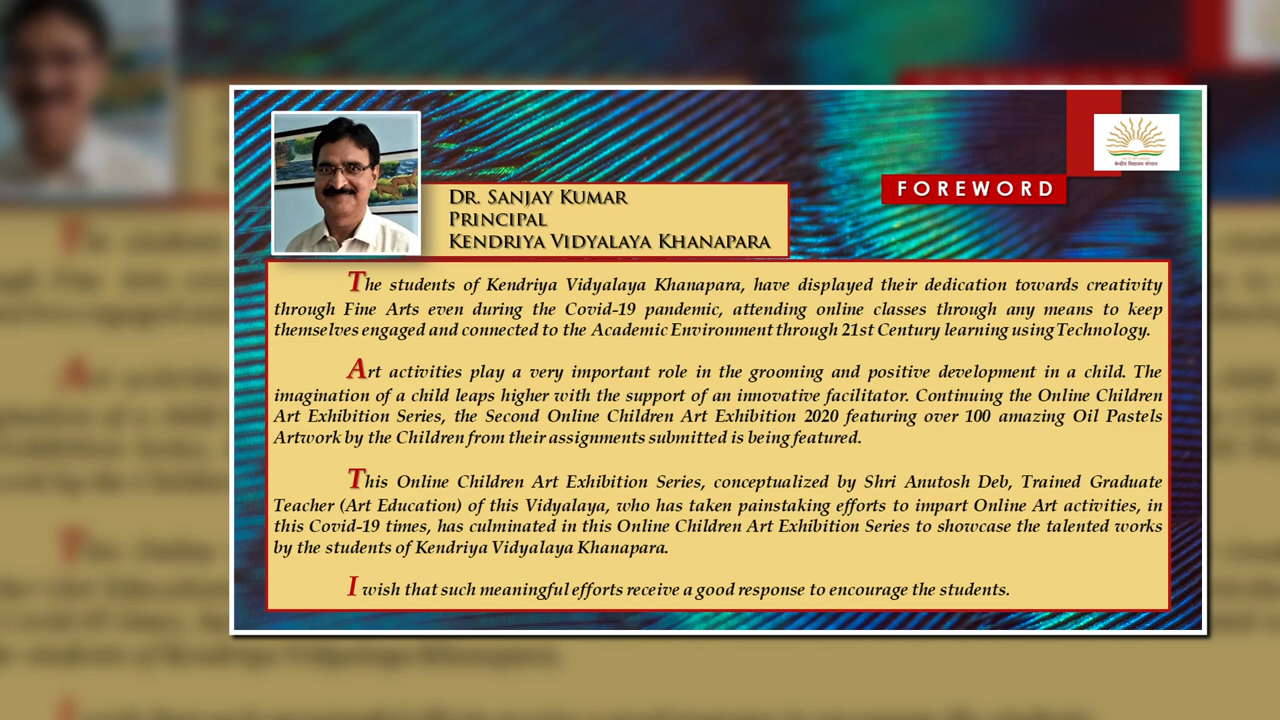 DR. SANJAY KUMAR
PRINCIPAL
KENDRIYA VIDYALAYA KHANAPARA
FOREWORD
केन्द्रीय विद्यालय संगठन
The students of Kendriya Vidyalaya Khanapara, have displayed their dedication towards creativity
through Fine Arts even during the Covid-19 pandemic, attending online classes through any means to keep
themselves engaged and connected to the Academic Environment through 21st Century learning using Technology.
Art activities play a very important role in the grooming and positive development in a child. The
imagination of a child leaps higher with the support of an innovative facilitator. Continuing the Online Children
Art Exhibition Series, the Second Online Children Art Exhibition 2020 featuring over 100 amazing Oil Pastels
Artwork by the Children from their assignments submitted is being featured.
This Online Children Art Exhibition Series, conceptualized by Shri Anutosh Deb, Trained Graduate
Teacher (Art Education) of this Vidyalaya, who has taken painstaking efforts to impart Online Art activities, in
this Covid-19 times, has culminated in this Online Children Art Exhibition Series to showcase the talented works
by the students of Kendriya Vidyalaya Khanapara.
I wish that such meaningful efforts receive a good response to encourage the students.